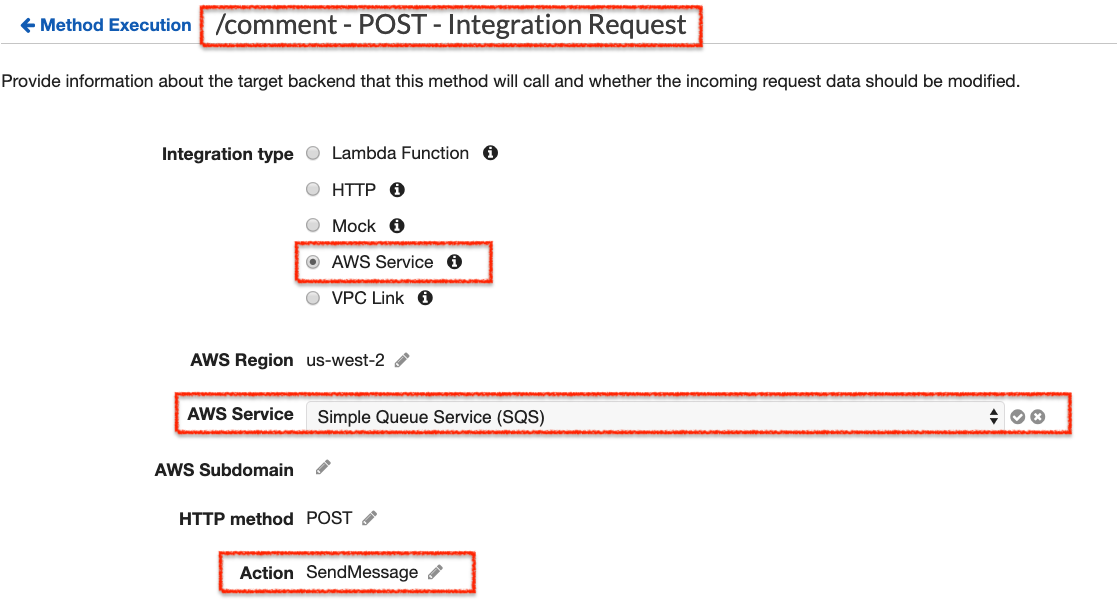 Method Execution /comment - POST - Integration Request
Provide information about the target backend that this method will call and whether the incoming request data should be modified.
Integration type Lambda Function
HTTP
Mock
AWS Service
VPC Link
AWS Region us-west-2
AWS Service Simple Queue Service (SQS)
AWS Subdomain
HTTP method POST
Action SendMessage